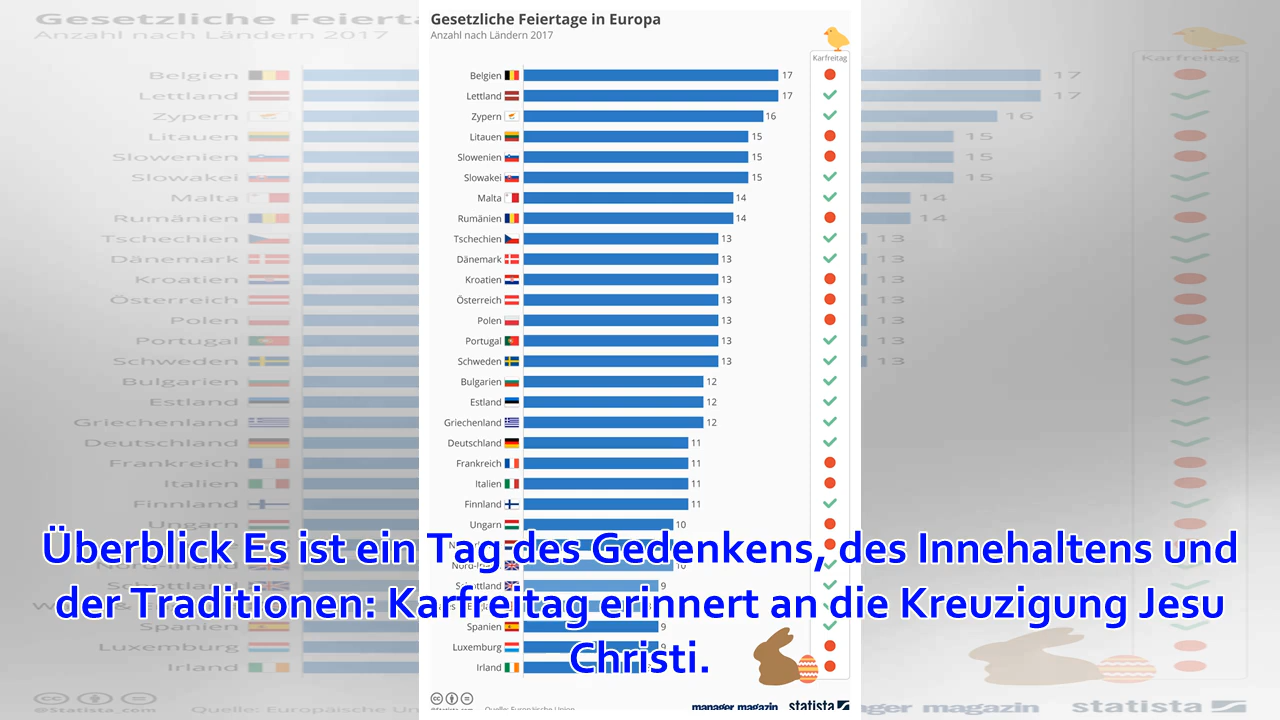 Gesetzliche Feiertage in Europa
Anzahl nach Ländern 2017
Karfreitag
Belgien 17
Lettland 17
Zypern 16
Litauen 15
Slowenien 15
Slowakei 15
Malta 14
Rumänien 14
Tschechien 13
Dänemark 13
Kroatien 13
Österreich 13
Polen 13
Portugal 13
Schweden 13
Bulgarien 12
Estland 12
Griechenland 12
Deutschland 11
Frankreich 11
Italien 11
Finnland 11
Ungarn 10
Überblick Es ist ein Tag des Gedenkens, des Innehaltens und
Nord-Irland 10
Schottland 9
der Traditionen: Karfreitag erinnert an die Kreuzigung Jesu
Spanien 9
Luxemburg 9
Christi.
Irland
@Statista_com Quelle: Europäische Union
manager magazin statista